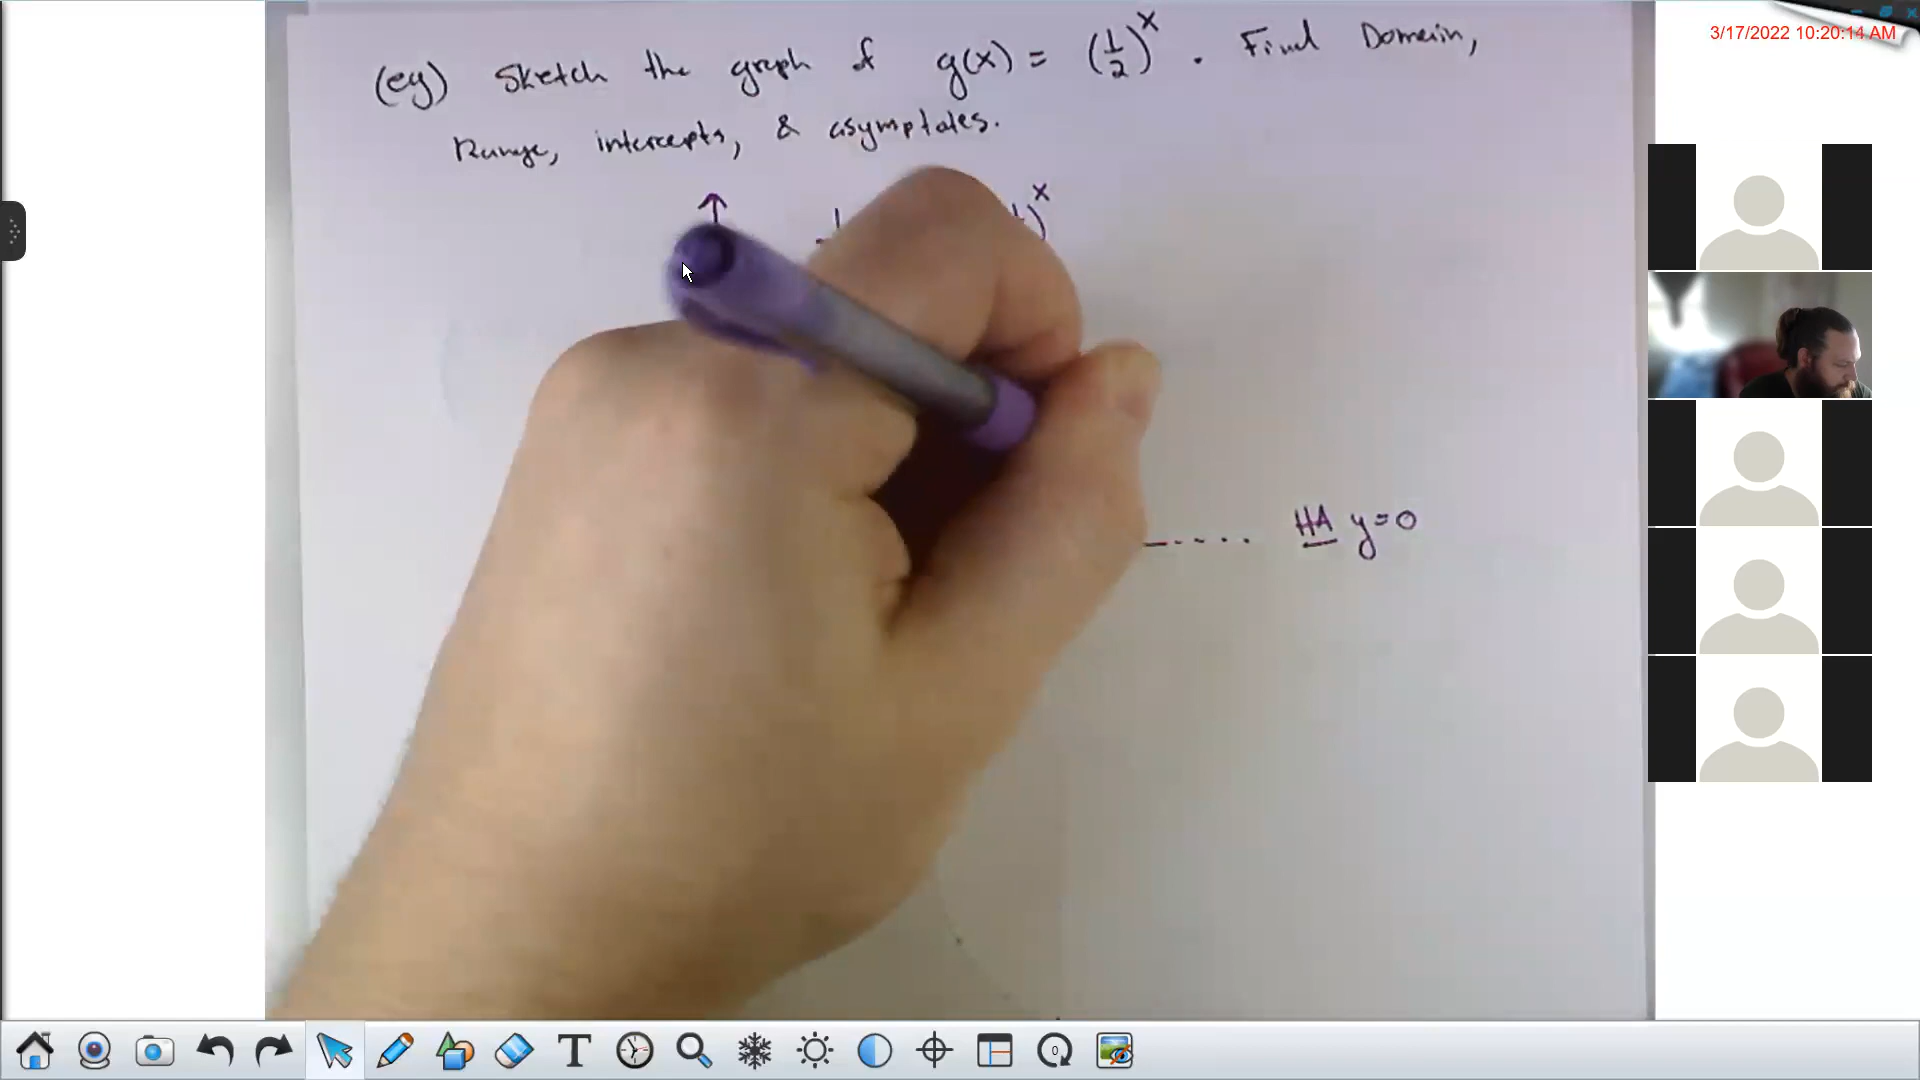 3/17/2022 10:20:14 AM
(eg) Sketch the graph of g(x) = (1/2)^x . Find Domain,
Range, intercepts, & asymptotes.
)^x
HA y=0
T
0